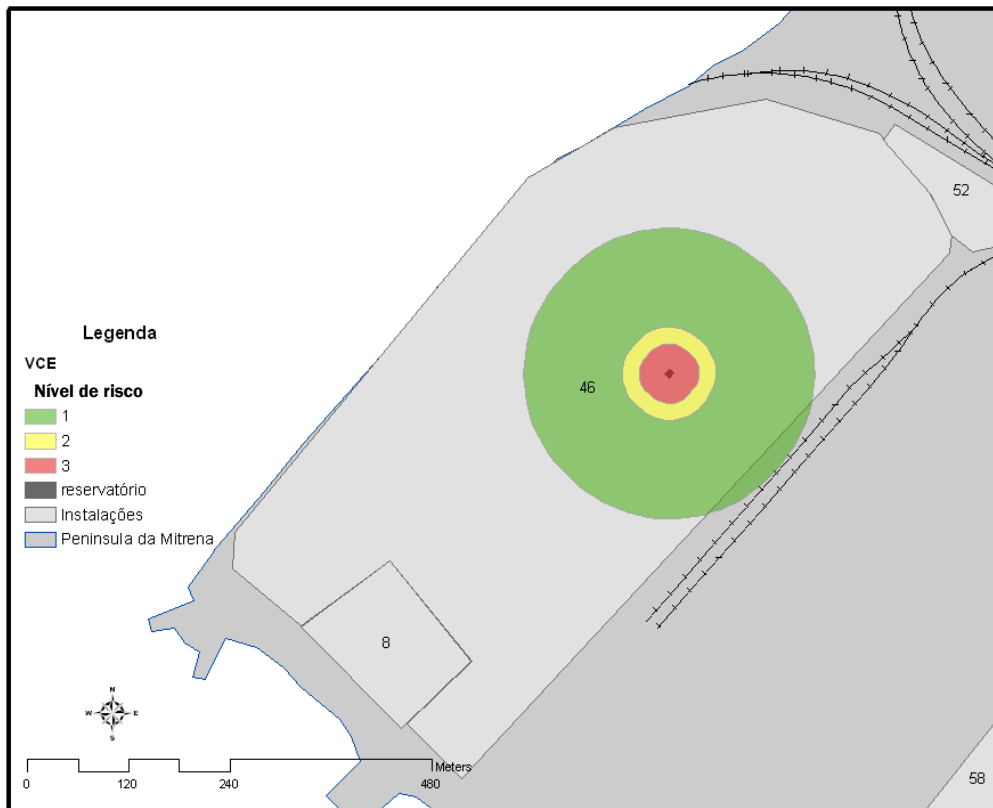 52
46
Legenda
VCE
Nível de risco
1
2
3
reservatório
Instalações
Peninsula da Mitrena
8
N
W E
S
Meters
0 120 240 480
58